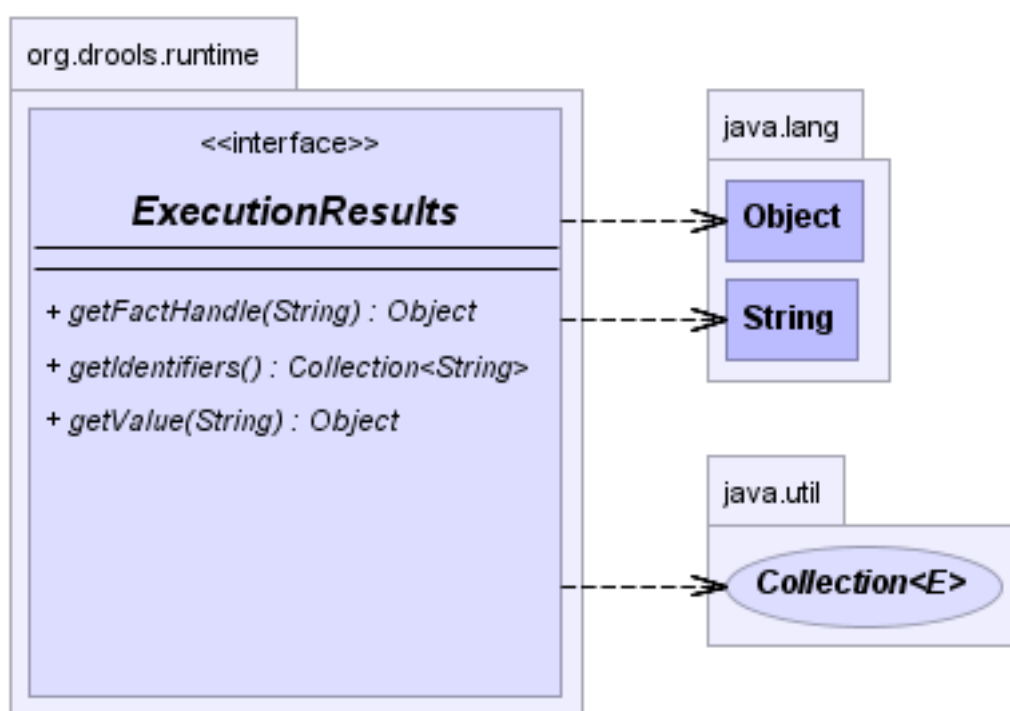 org.drools.runtime
<<interface>>
ExecutionResults
+ getFactHandle(String) : Object
+ getIdentifiers() : Collection<String>
+ getValue(String) : Object
java.lang
Object
String
java.util
Collection<E>